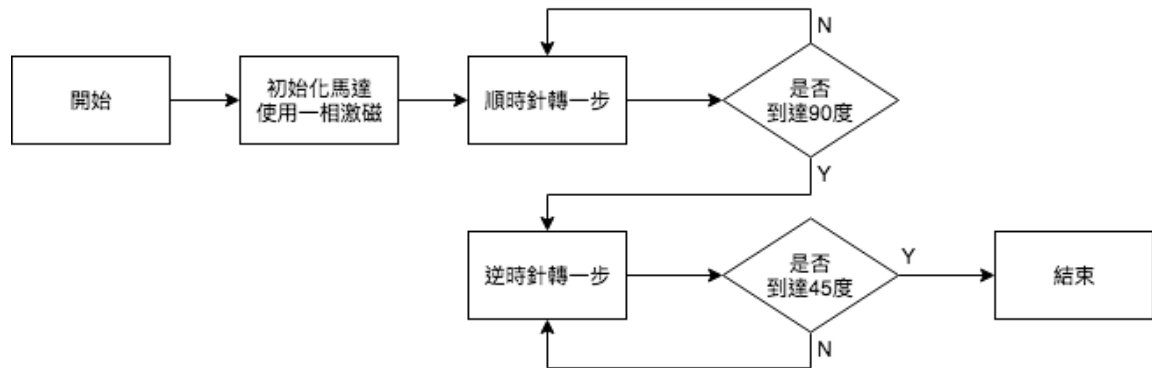 N
開始
初始化馬達
使用一相激磁
順時針轉一步
是否
到達90度
Y
逆時針轉一步
是否
到達45度
Y
結束
N